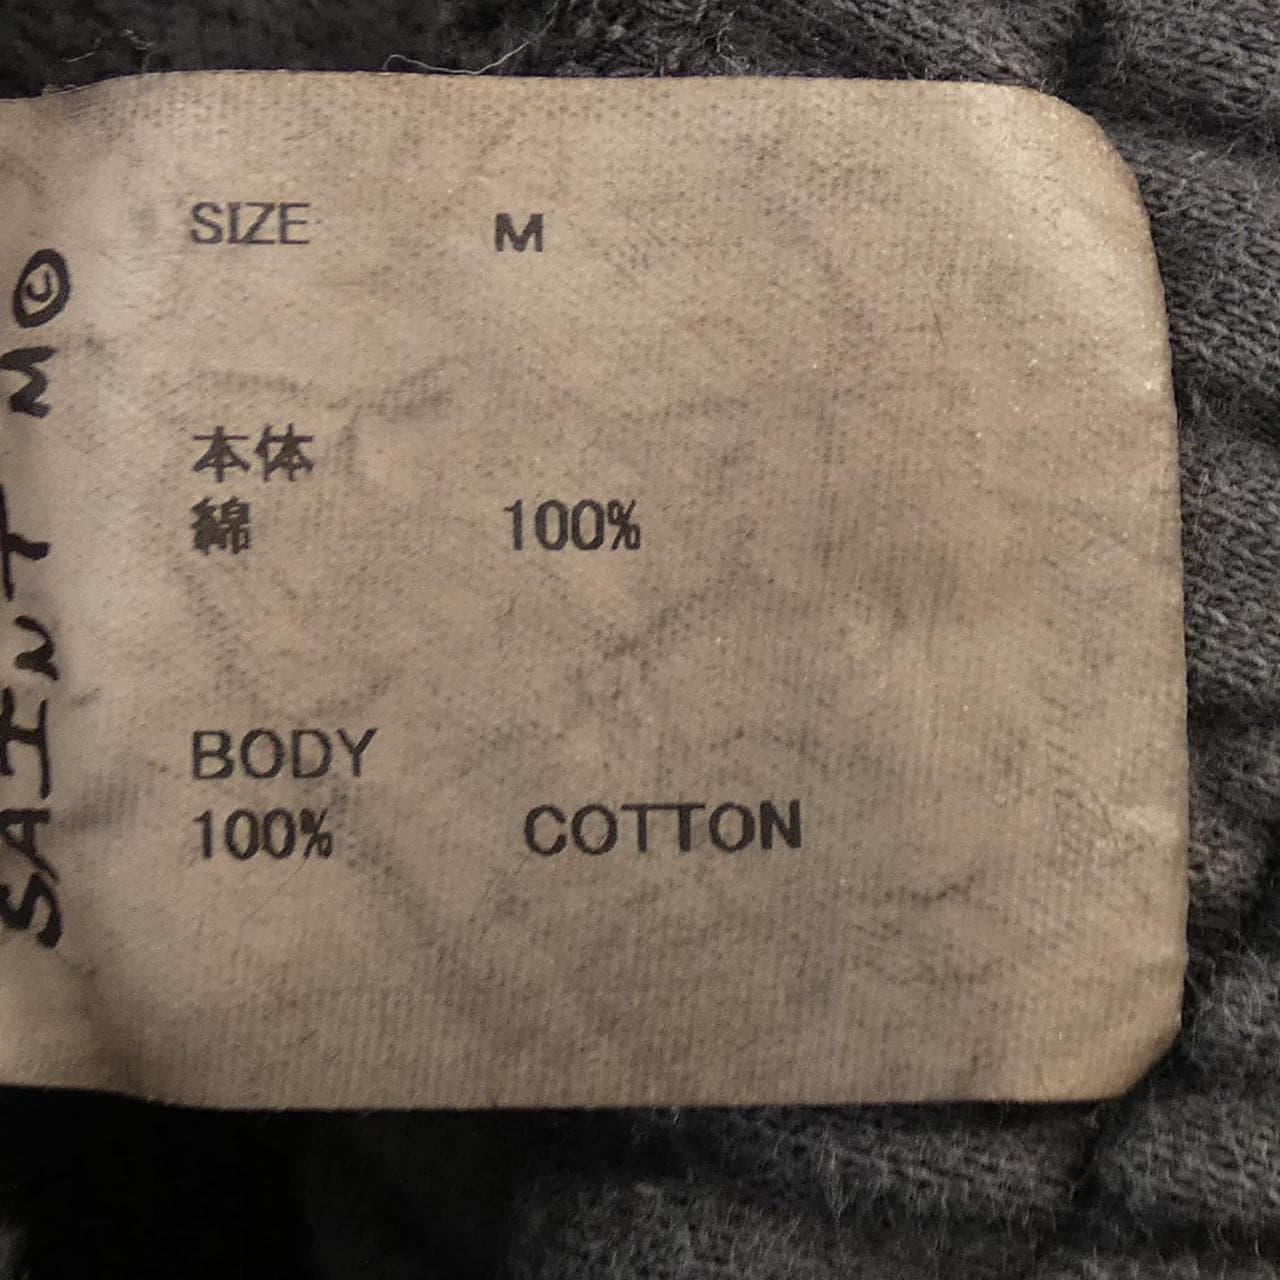 SAINT M©
SIZE M
本体
綿 100%
BODY
100% COTTON